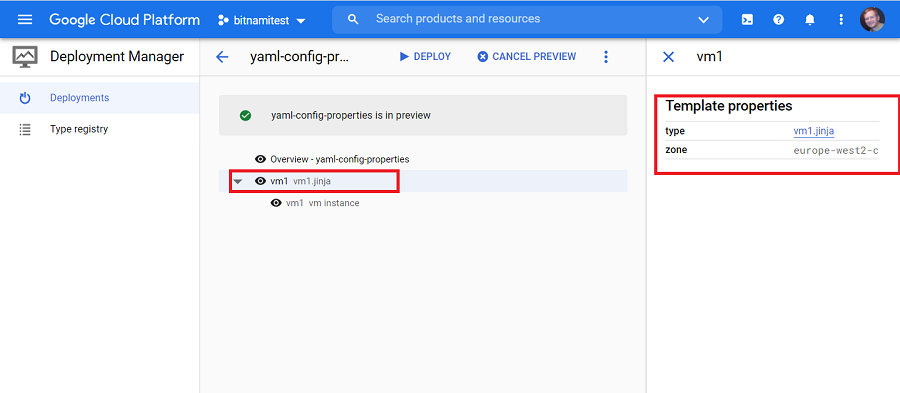 Google Cloud Platform
bitnamitest
Search products and resources
Deployment Manager
Deployments
Type registry
yaml-config-pr...
DEPLOY
CANCEL PREVIEW
yaml-config-properties is in preview
Overview - yaml-config-properties
vm1 vm1.jinja
vm1 vm instance
vm1
Template properties
type vm1.jinja
zone europe-west2-c